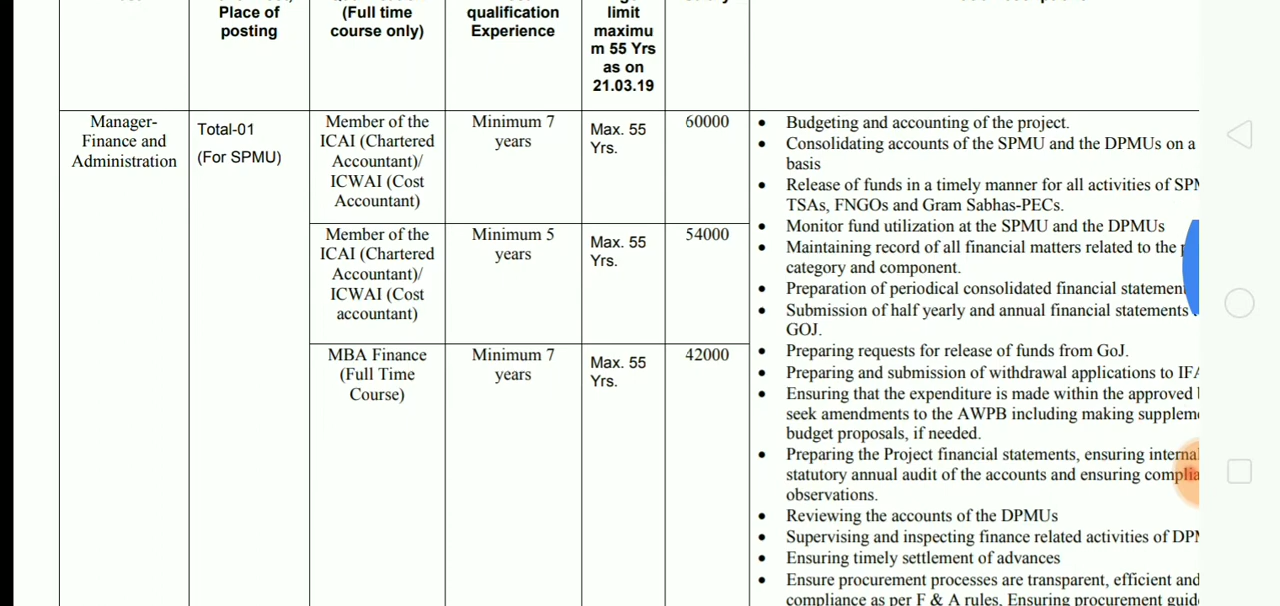 Place of
posting
(Full time
course only)
qualification
Experience
limit
maximu
m 55 Yrs
as on
21.03.19
Manager-
Finance and
Administration
Total-01
(For SPMU)
Member of the
ICAI (Chartered
Accountant)/
ICWAI (Cost
Accountant)
Minimum 7
years
Max. 55
Yrs.
60000
Member of the
ICAI (Chartered
Accountant)/
ICWAI (Cost
accountant)
Minimum 5
years
Max. 55
Yrs.
54000
MBA Finance
(Full Time
Course)
Minimum 7
years
Max. 55
Yrs.
42000
• Budgeting and accounting of the project.
• Consolidating accounts of the SPMU and the DPMUs on a
basis
• Release of funds in a timely manner for all activities of
TSAs, FNGOs and Gram Sabhas-PECs.
• Monitor fund utilization at the SPMU and the DPMUs
• Maintaining record of all financial matters related to the
category and component.
• Preparation of periodical consolidated financial
• Submission of half yearly and annual financial statements
GOJ.
• Preparing requests for release of funds from GoJ.
• Preparing and submission of withdrawal applications to
• Ensuring that the expenditure is made within the approved
seek amendments to the AWPB including making
budget proposals, if needed.
• Preparing the Project financial statements, ensuring
statutory annual audit of the accounts and ensuring
observations.
• Reviewing the accounts of the DPMUs
• Supervising and inspecting finance related activities of
• Ensuring timely settlement of advances
• Ensure procurement processes are transparent, efficient and
compliance as per F & A rules, Ensuring procurement